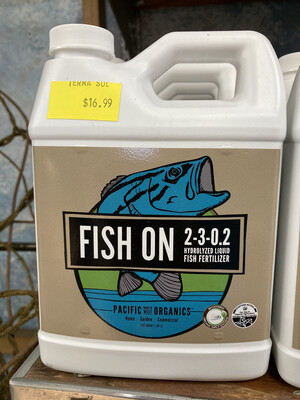 TERRA SOL
$16.99
FISH ON
2-3-0.2
HYDROLYZED LIQUID
FISH FERTILIZER
PACIFIC WEST ORGANICS
Home · Garden · Commercial